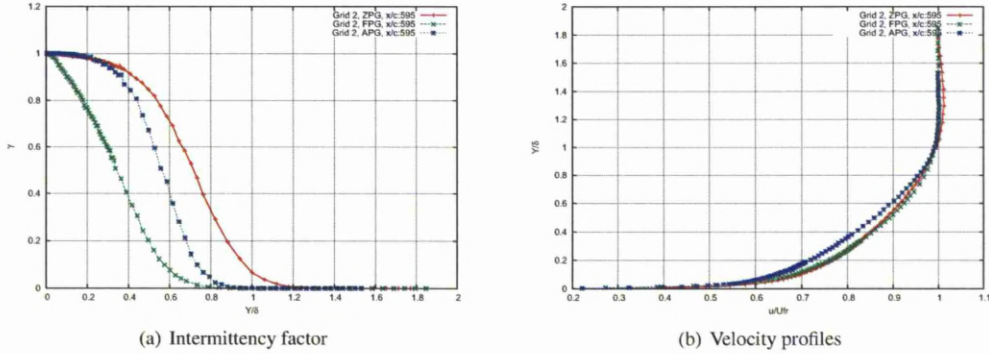 1.2
1
0.8
0.6
0.4
0.2
0
γ
0 0.2 0.4 0.6 0.8 1 1.2 1.4 1.6 1.8 2
Y/δ
Grid 2, ZPG, x/c:595
Grid 2, FPG, x/c:595
Grid 2, APG, x/c:595
(a) Intermittency factor
2
1.8
1.6
1.4
1.2
1
0.8
0.6
0.4
0.2
0
Y/δ
0.2 0.3 0.4 0.5 0.6 0.7 0.8 0.9 1 1.1
u/Ufr
Grid 2, ZPG, x/c:595
Grid 2, FPG, x/c:595
Grid 2, APG, x/c:595
(b) Velocity profiles